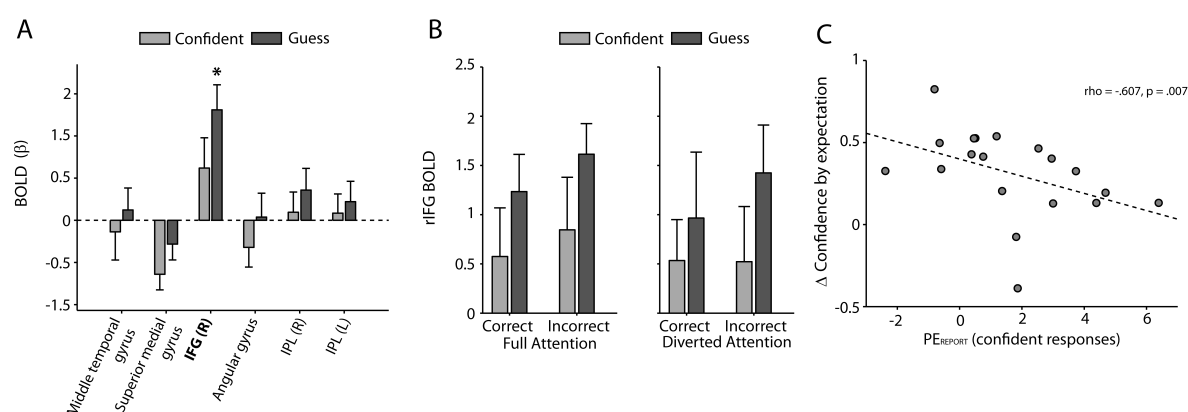 A
Confident
Guess
BOLD (β)
2
1.5
0.5
0
-0.5
-1.5
Middle temporal
gyrus
Superior medial
gyrus
IFG (R)
Angular gyrus
IPL (R)
IPL (L)
*
B
Confident
Guess
rIFG BOLD
2.5
2
1.5
1
0.5
0
Correct
Incorrect
Full Attention
Correct
Incorrect
Diverted Attention
C
Δ Confidence by expectation
1
0.5
0
-0.5
rho = -.607, p = .007
-2
0
2
4
6
PEREPORT (confident responses)